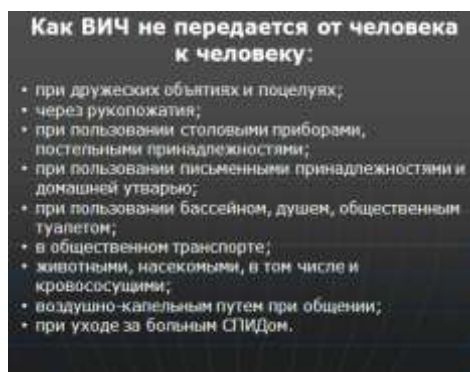 Как ВИЧ не передается от человека
к человеку:
• при дружеских объятиях и поцелуях;
• через рукопожатия;
• при пользовании столовыми приборами,
постельными принадлежностями;
• при пользовании письменными принадлежностями и
домашней утварью;
• при пользовании бассейном, душем, общественным
туалетом;
• в общественном транспорте;
• животными, насекомыми, в том числе и
кровососущими;
• воздушно-капельным путем при общении;
• при уходе за больным СПИДом.